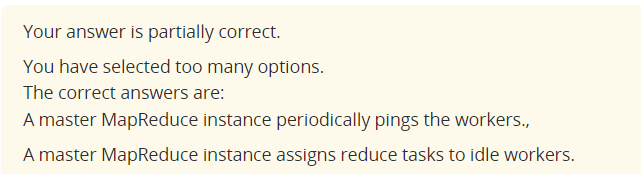 Your answer is partially correct.
You have selected too many options.
The correct answers are:
A master MapReduce instance periodically pings the workers.,
A master MapReduce instance assigns reduce tasks to idle workers.